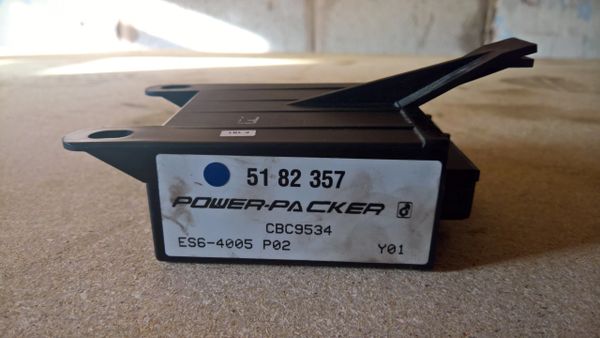 51 82 357
POWER-PACKER
CBC9534
ES6-4005 P02 Y01